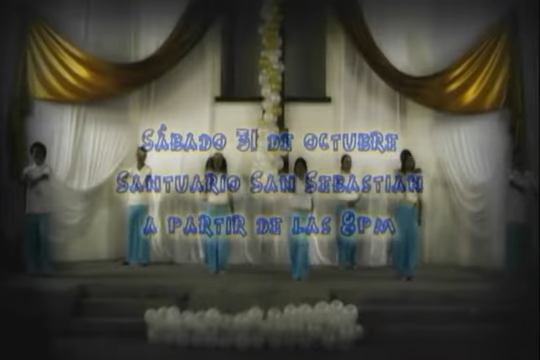 Sábado 31 de octubre
Santuario San Sebastian
a partir de las 8pm